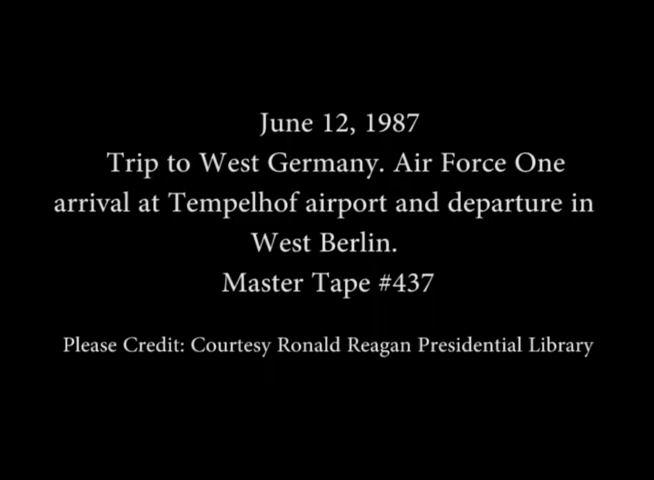 June 12, 1987
Trip to West Germany. Air Force One
arrival at Tempelhof airport and departure in
West Berlin.
Master Tape #437
Please Credit: Courtesy Ronald Reagan Presidential Library